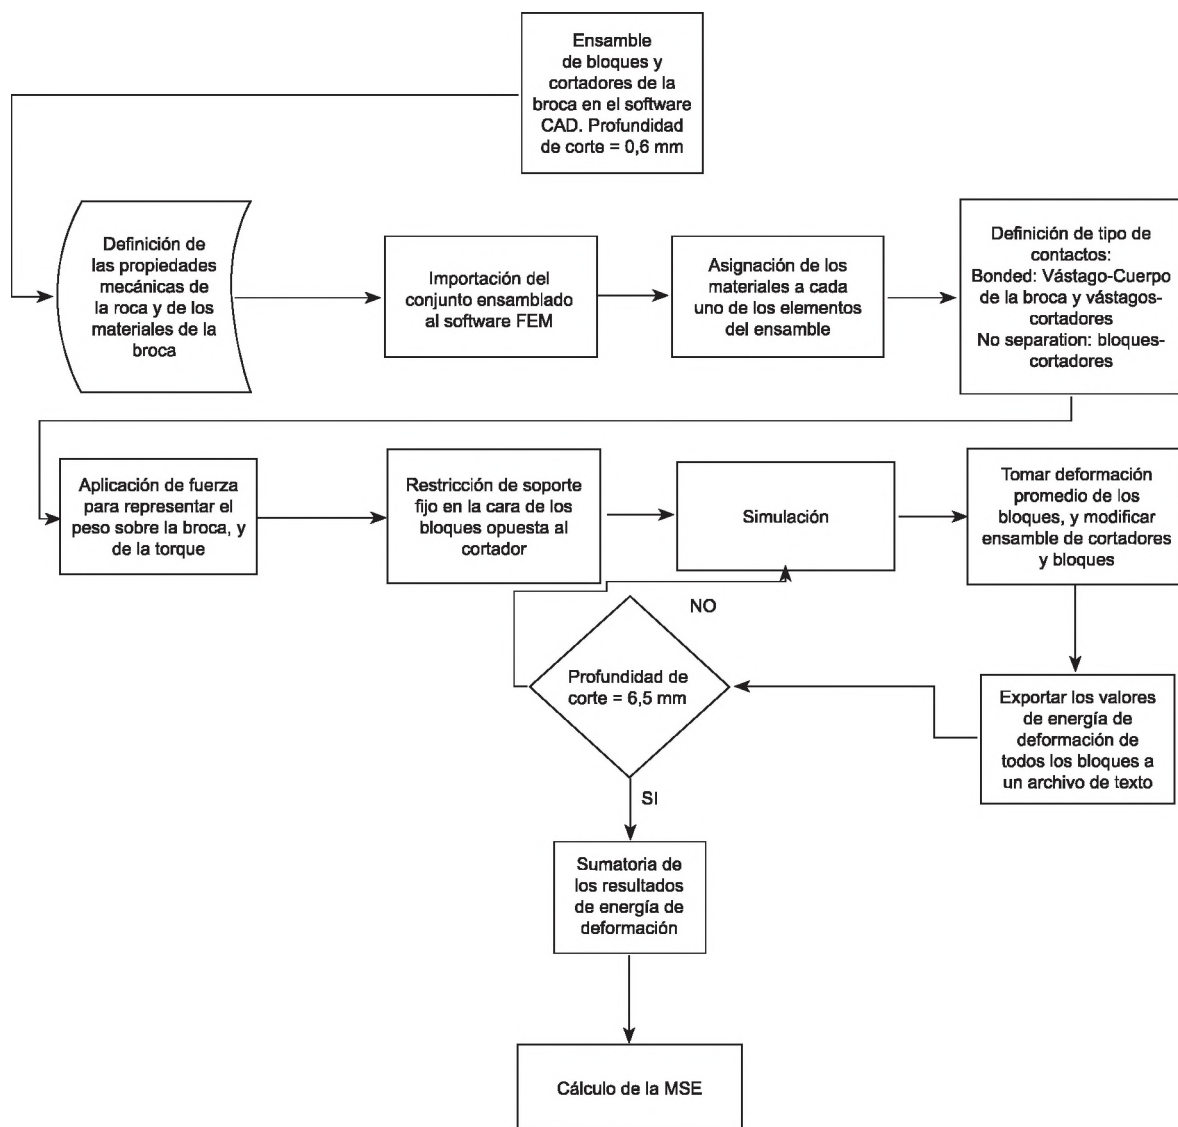 Ensamble
de bloques y
cortadores de la
broca en el software
CAD. Profundidad
de corte = 0,6 mm
Definición de
las propiedades
mecánicas de
la roca y de los
materiales de la
broca
Importación del
conjunto ensamblado
al software FEM
Asignación de los
materiales a cada
uno de los elementos
del ensamble
Definición de tipo de
contactos:
Bonded: Vástago-Cuerpo
de la broca y vástagos-
cortadores
No separation: bloques-
cortadores
Aplicación de fuerza
para representar el
peso sobre la broca, y
de la torque
Restricción de soporte
fijo en la cara de los
bloques opuesta al
cortador
Simulación
Tomar deformación
promedio de los
bloques, y modificar
ensamble de cortadores
y bloques
NO
Profundidad de
corte = 6,5 mm
Exportar los valores
de energía de
deformación de
todos los bloques a
un archivo de texto
SI
Sumatoria de
los resultados
de energía de
deformación
Cálculo de la MSE